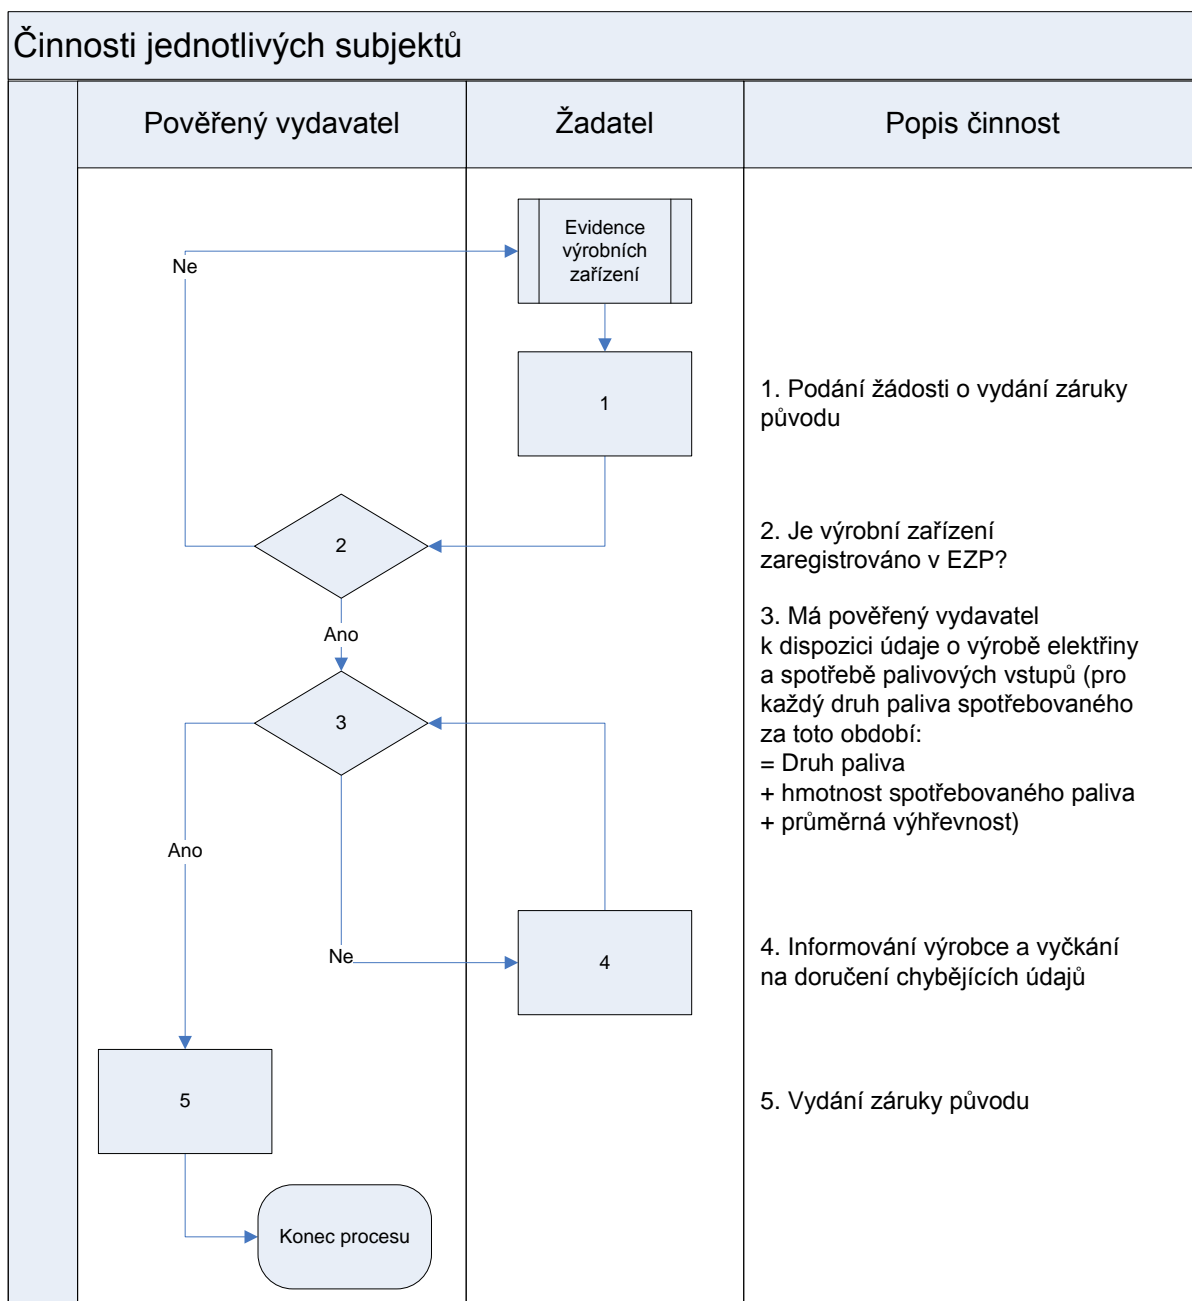 Činnosti jednotlivých subjektů
Pověřený vydavatel
Žadatel
Popis činnost
Evidence
výrobních
zařízení
Ne
1
1. Podání žádosti o vydání záruky
původu
2
2. Je výrobní zařízení
zaregistrováno v EZP?
Ano
3
3. Má pověřený vydavatel
k dispozici údaje o výrobě elektřiny
a spotřebě palivových vstupů (pro
každý druh paliva spotřebovaného
za toto období:
= Druh paliva
+ hmotnost spotřebovaného paliva
+ průměrná výhřevnost)
Ano
Ne
4
4. Informování výrobce a vyčkání
na doručení chybějících údajů
5
5. Vydání záruky původu
Konec procesu